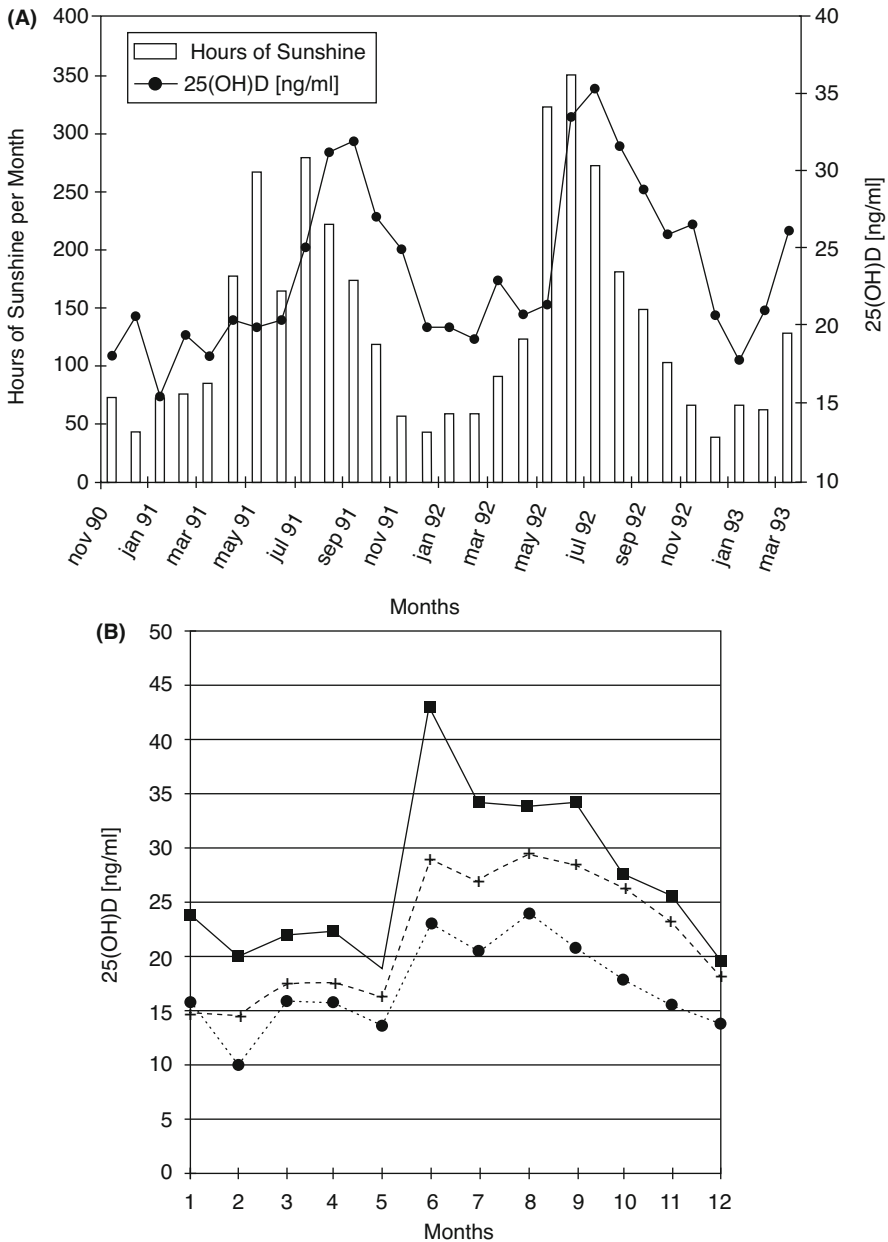 (A)
400
350
300
250
200
150
100
50
0
Hours of Sunshine per Month
Hours of Sunshine
25(OH)D [ng/ml]
40
35
30
25
20
15
10
25(OH)D [ng/ml]
nov 90
jan 91
mar 91
may 91
jul 91
sep 91
nov 91
jan 92
mar 92
may 92
jul 92
sep 92
nov 92
jan 93
mar 93
Months
(B)
50
45
40
35
30
25
20
15
10
5
0
25(OH)D [ng/ml]
1 2 3 4 5 6 7 8 9 10 11 12
Months